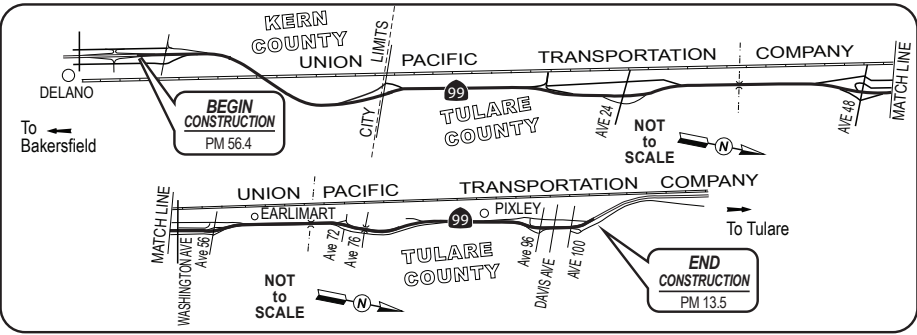 KERN
COUNTY
CITY LIMITS
UNION PACIFIC TRANSPORTATION COMPANY
DELANO
BEGIN
CONSTRUCTION
PM 56.4
To
Bakersfield
99
TULARE
COUNTY
AVE 24
NOT
to
SCALE
N
AVE 48
MATCH LINE
MATCH LINE
UNION PACIFIC TRANSPORTATION COMPANY
WASHINGTON AVE
Ave 56
EARLIMART
Ave 72
Ave 76
99
PIXLEY
TULARE
COUNTY
Ave 96
DAVIS AVE
AVE 100
To Tulare
END
CONSTRUCTION
PM 13.5
NOT
to
SCALE
N